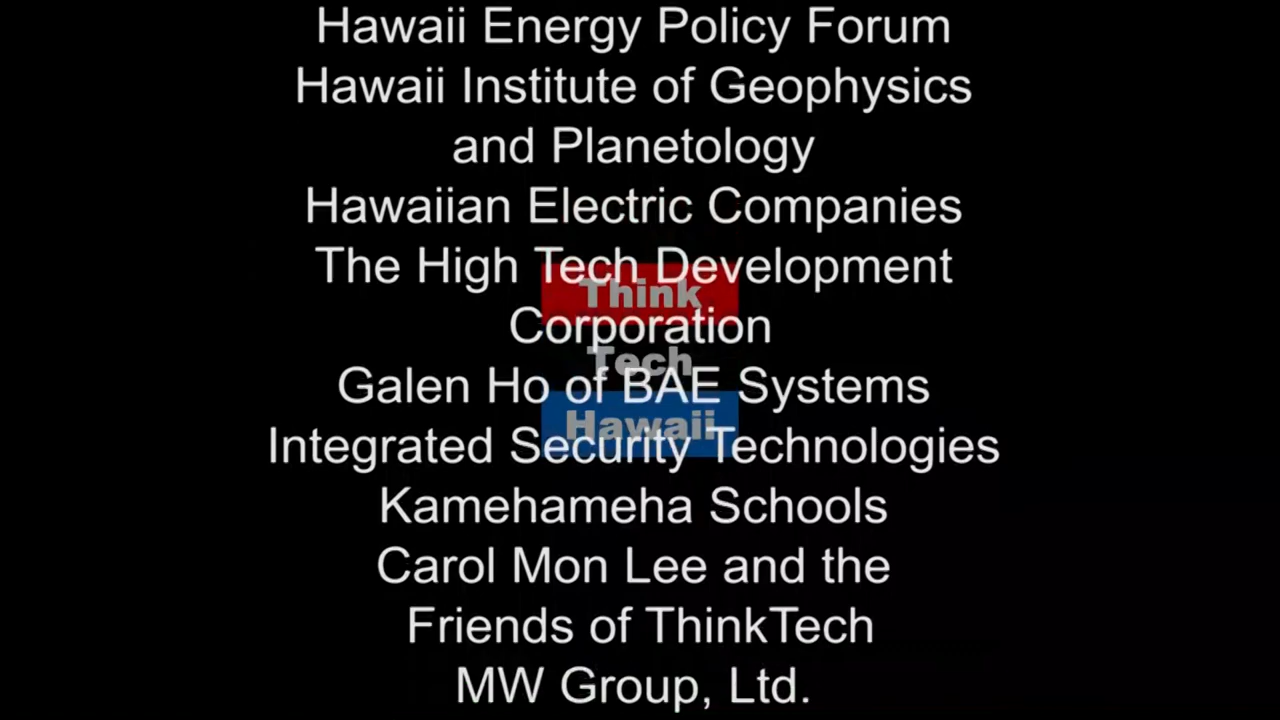 Hawaii Energy Policy Forum
Hawaii Institute of Geophysics
and Planetology
Hawaiian Electric Companies
The High Tech Development
Think
Corporation
Tech
Galen Ho of BAE Systems
Hawaii
Integrated Security Technologies
Kamehameha Schools
Carol Mon Lee and the
Friends of ThinkTech
MW Group, Ltd.